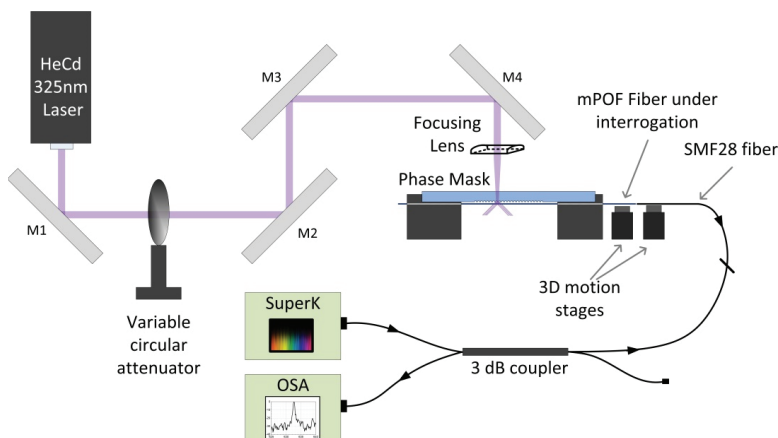 HeCd
325nm
Laser
M1
M2
M3
M4
Variable
circular
attenuator
Focusing
Lens
Phase Mask
mPOF Fiber under
interrogation
SMF28 fiber
3D motion
stages
SuperK
OSA
3 dB coupler